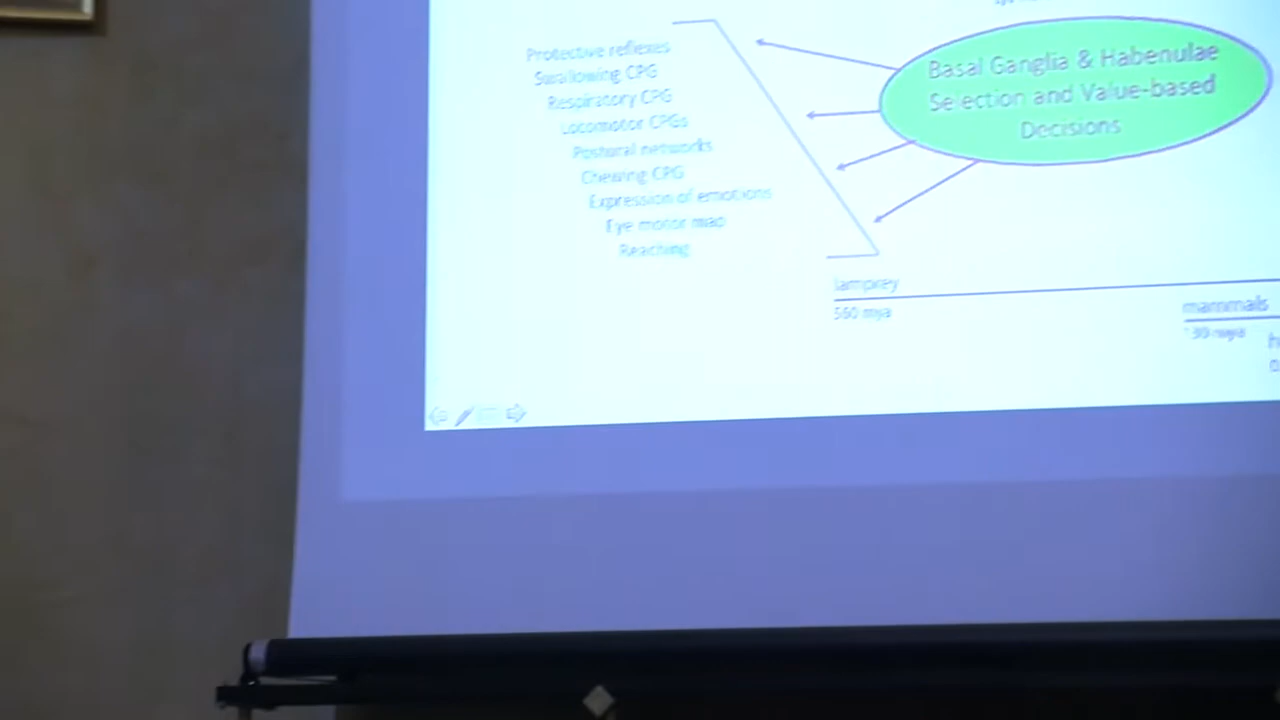 Protective reflexes
Swallowing CPG
Respiratory CPG
Locomotor CPGs
Postural networks
Chewing CPG
Expression of emotions
Eye motor map
Reaching
Basal Ganglia & Habenulae
Selection and Value-based
Decisions
lamprey
560 mya
mammals